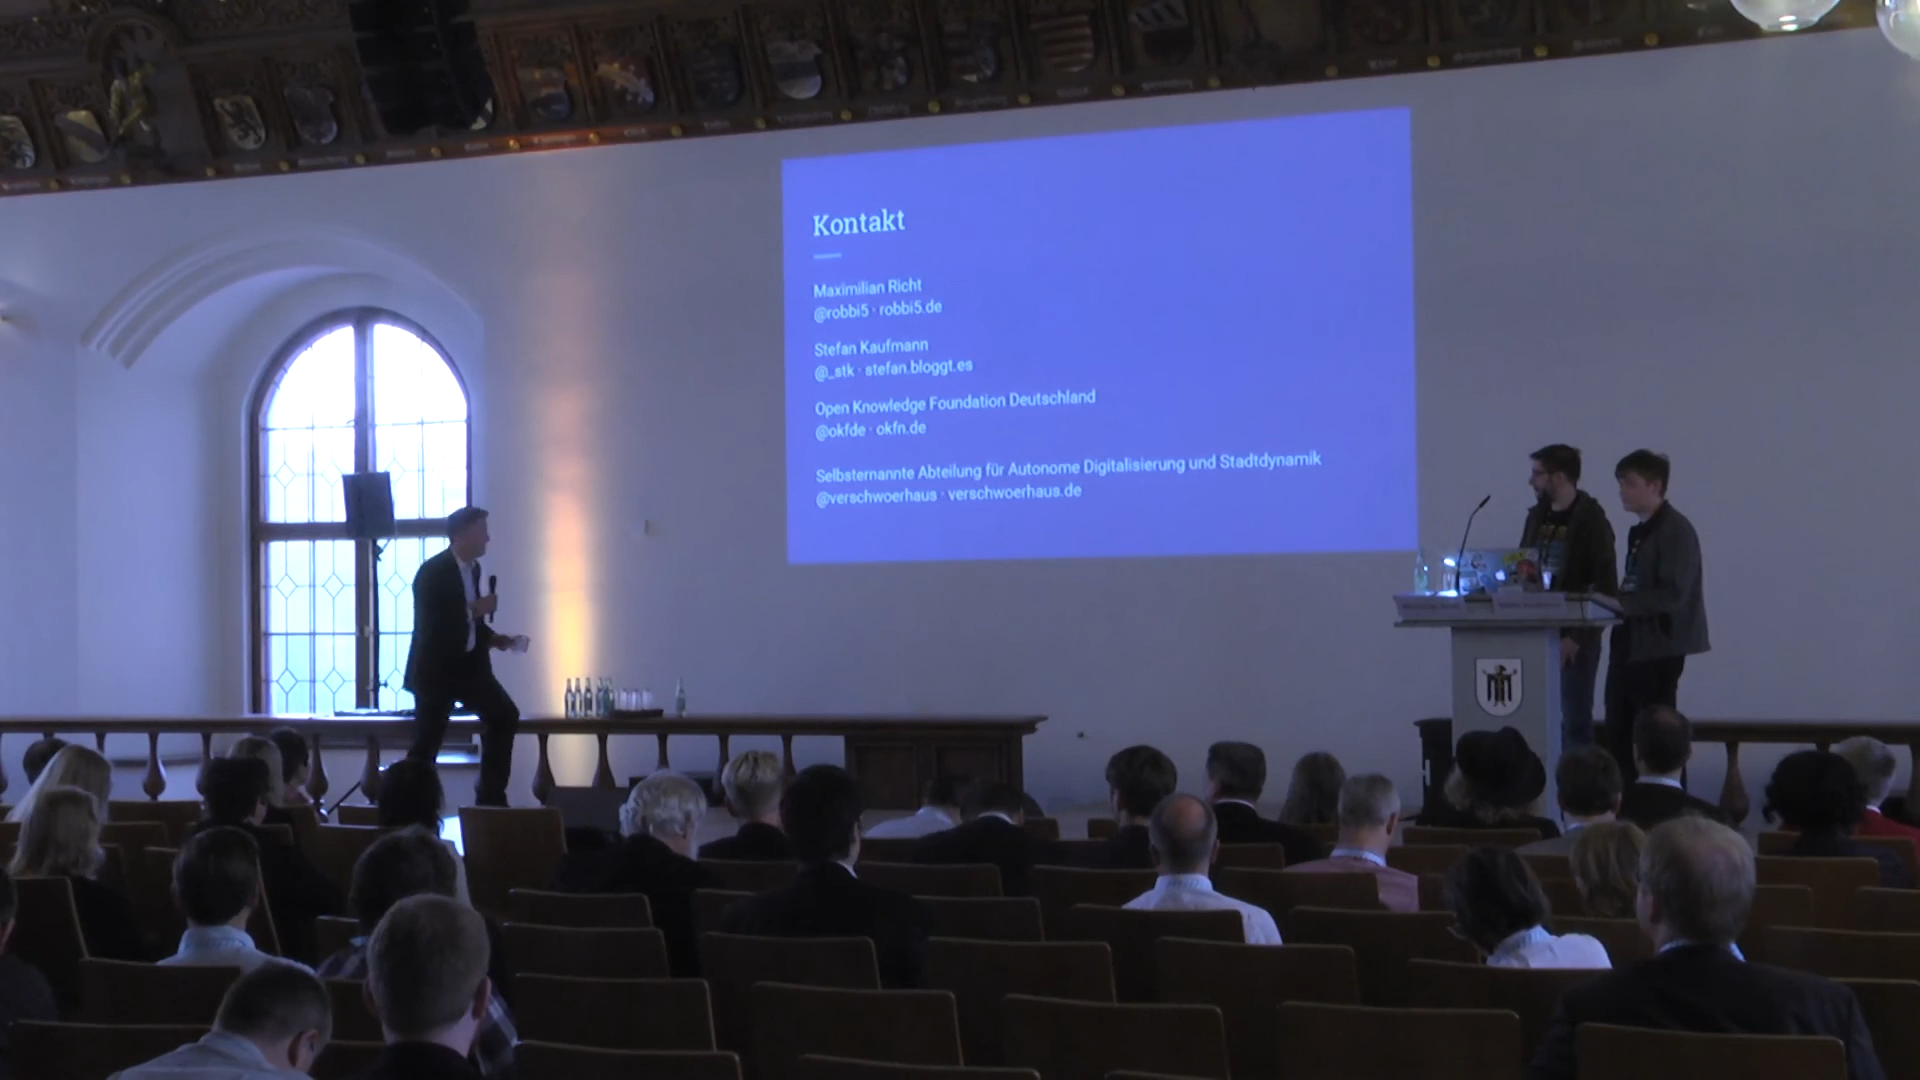 Kontakt
Maximilian Richt
@robbi5 · robbi5.de
Stefan Kaufmann
@_stk · stefan.bloggt.es
Open Knowledge Foundation Deutschland
@okfde · okfn.de
Selbsternannte Abteilung für Autonome Digitalisierung und Stadtdynamik
@verschwoerhaus · verschwoerhaus.de